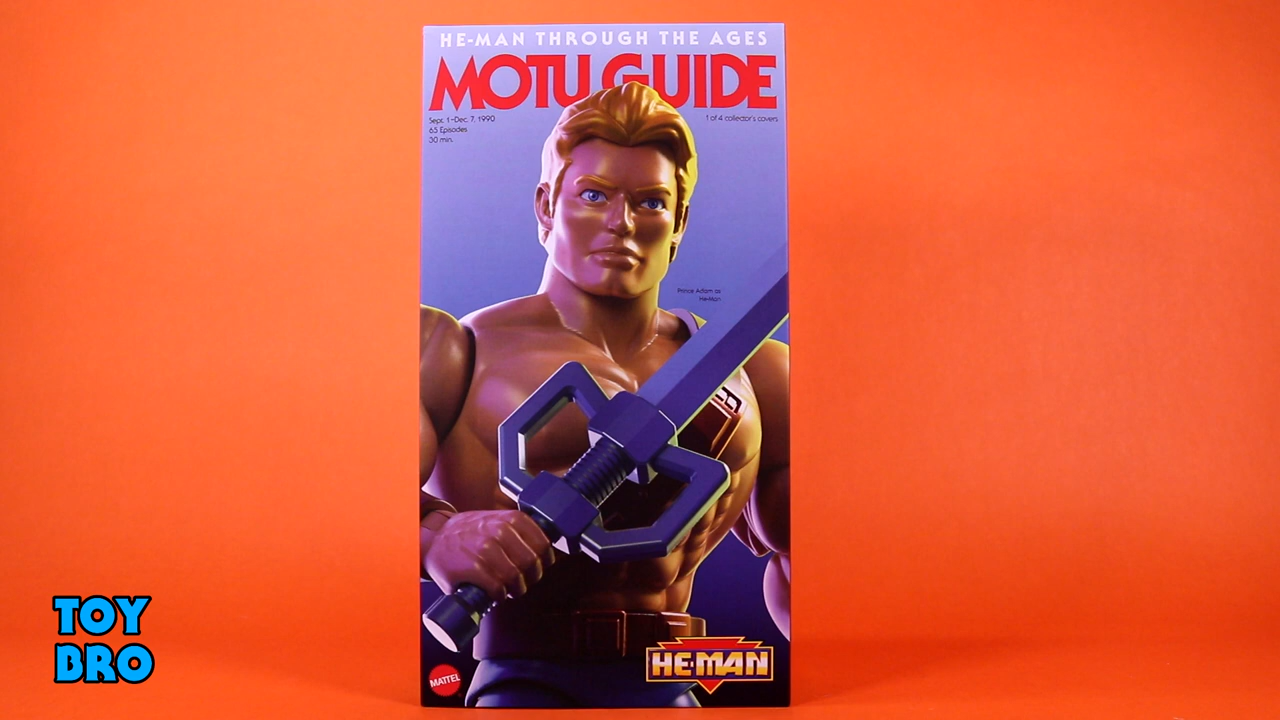 HE-MAN THROUGH THE AGES
MOTU GUIDE
Sept. 1-Dec. 7, 1990
65 Episodes
30 min.
1 of 4 collector's covers
Prince Adam as
He-Man
HE-MAN
MATTEL
TOY
BRO